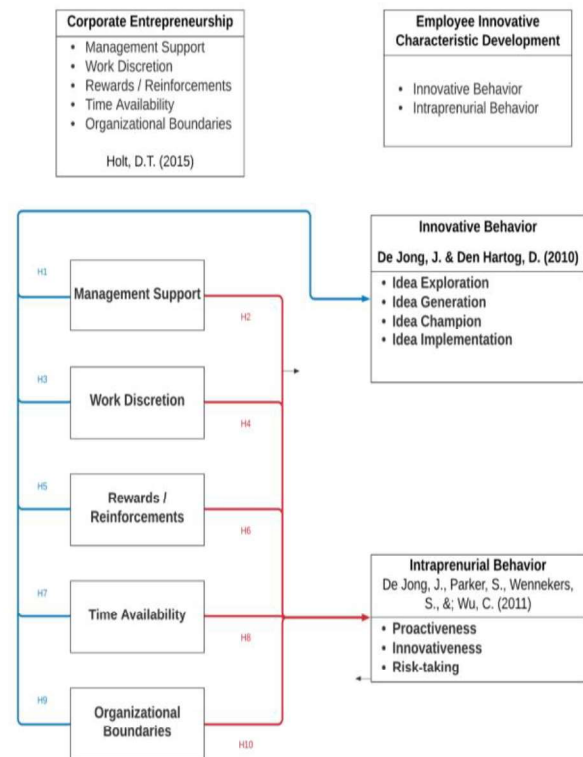 Corporate Entrepreneurship
• Management Support
• Work Discretion
• Rewards / Reinforcements
• Time Availability
• Organizational Boundaries
Holt, D.T. (2015)
Employee Innovative
Characteristic Development
• Innovative Behavior
• Intraprenurial Behavior
Innovative Behavior
De Jong, J. & Den Hartog, D. (2010)
• Idea Exploration
• Idea Generation
• Idea Champion
• Idea Implementation
H1
Management Support
H2
H3
Work Discretion
H4
H5
Rewards /
Reinforcements
H6
H7
Time Availability
H8
H9
Organizational
Boundaries
H10
Intraprenurial Behavior
De Jong, J., Parker, S., Wennekers,
S., &; Wu, C. (2011)
• Proactiveness
• Innovativeness
• Risk-taking